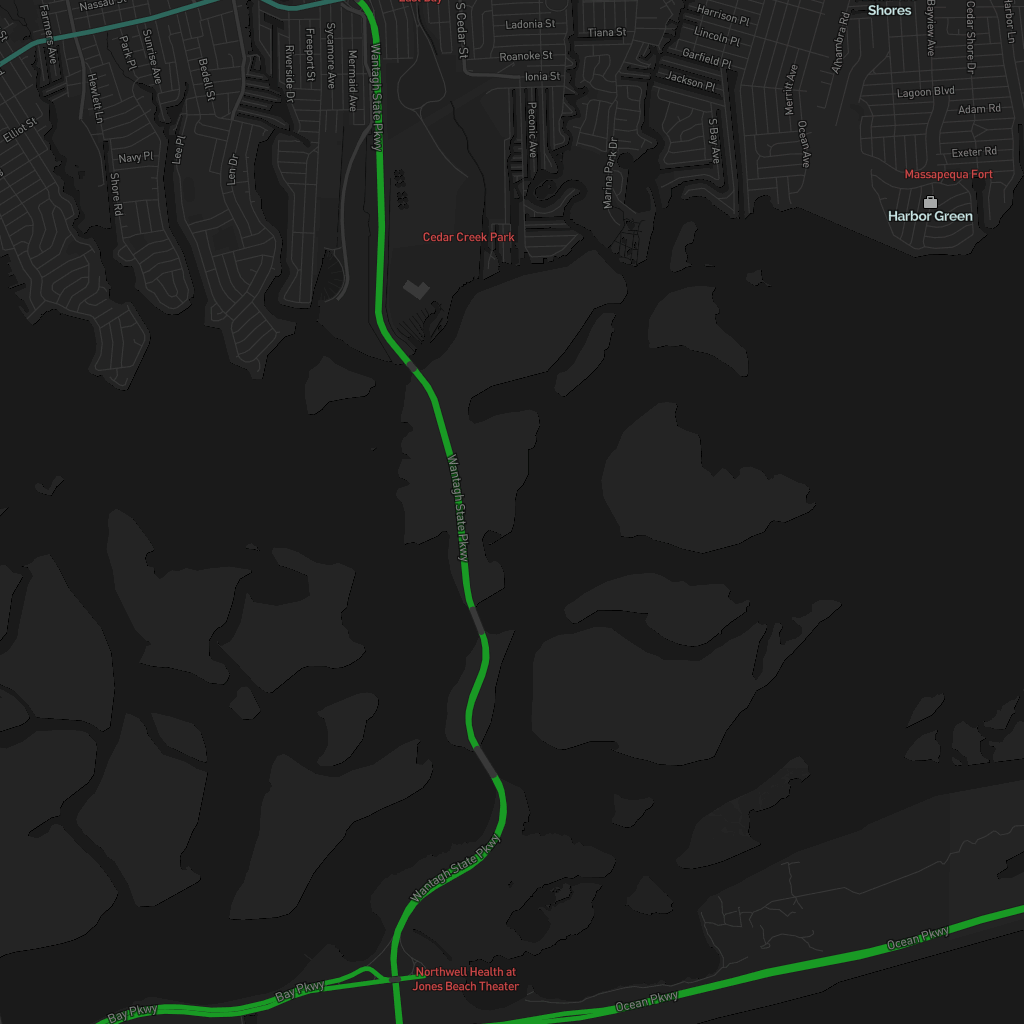 Nassau St
East Bay
Shores
Farmers Ave
Park Pl
Sunrise Ave
Hewlett Ln
Bedell St
Riverside Dr
Freeport St
Sycamore Ave
Mermaid Ave
Wantagh State Pkwy
S Cedar St
Ladonia St
Roanoke St
Ionia St
Tiana St
Harrison Pl
Lincoln Pl
Garfield Pl
Jackson Pl
Merritt Ave
Alhambra Rd
Bayview Ave
Cedar Shore Dr
Harbor Ln
Lagoon Blvd
Adam Rd
Exeter Rd
Elliot St
St
Navy Pl
Shore Rd
Lee Pl
Len Dr
Peconic Ave
Marina Park Dr
S Bay Ave
Ocean Ave
Massapequa Fort
Harbor Green
Cedar Creek Park
Wantagh State Pkwy
Wantagh State Pkwy
Ocean Pkwy
Northwell Health at
Jones Beach Theater
Bay Pkwy
Ocean Pkwy
Bay Pkwy